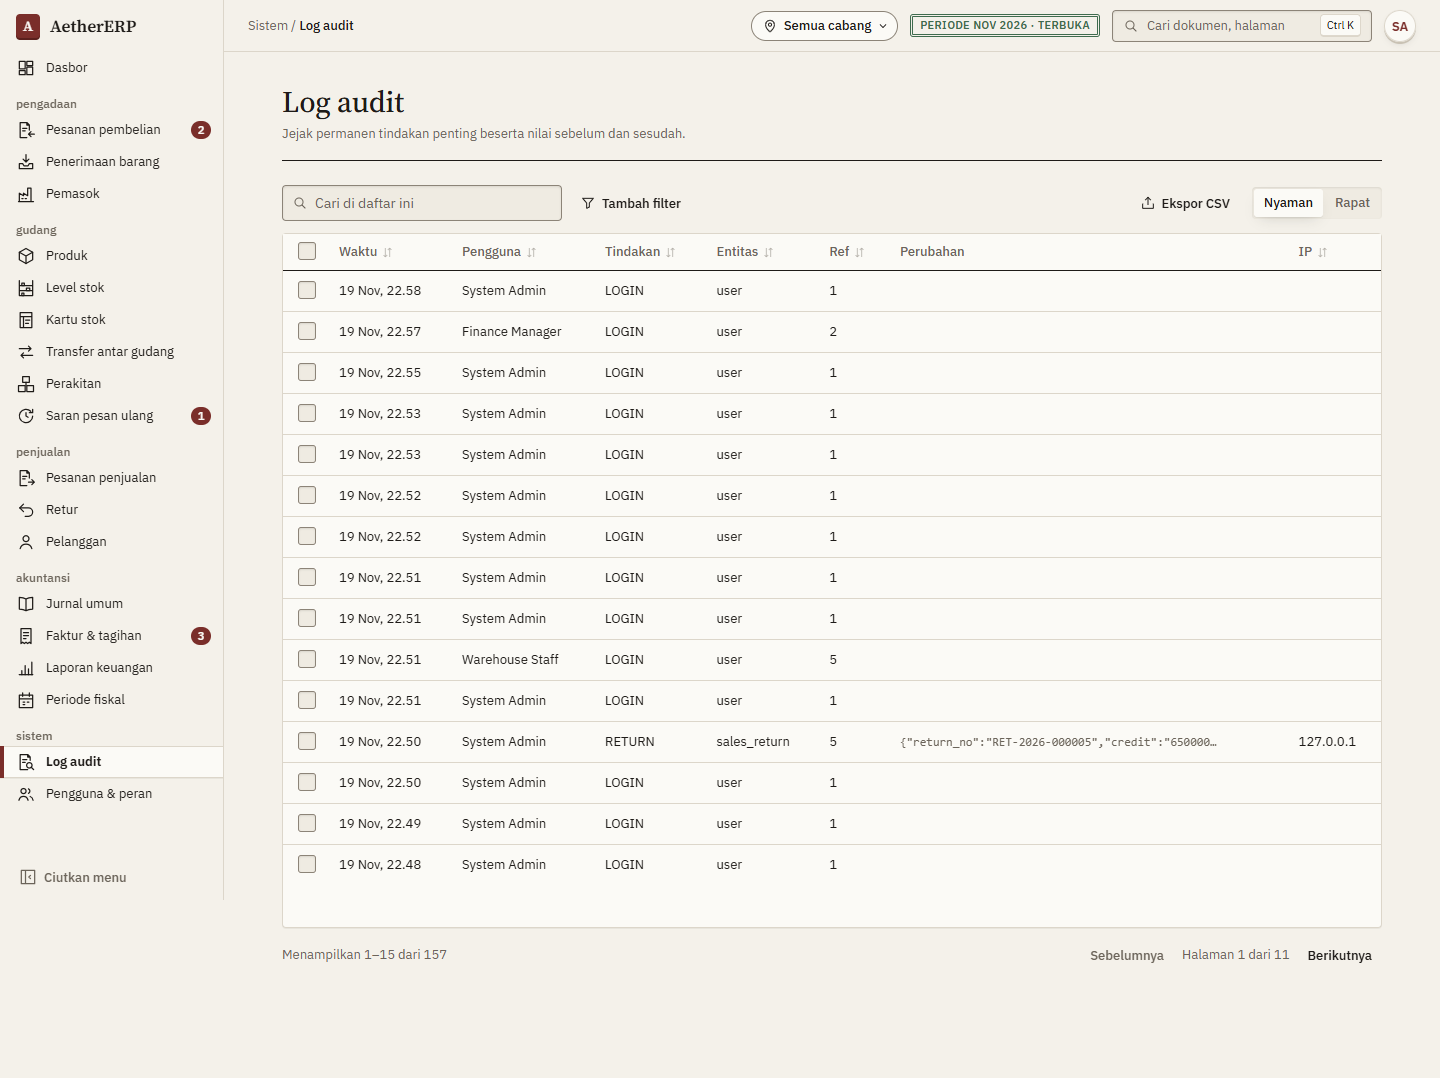 A AetherERP
Dasbor
pengadaan
Pesanan pembelian 2
Penerimaan barang
Pemasok
gudang
Produk
Level stok
Kartu stok
Transfer antar gudang
Perakitan
Saran pesan ulang 1
penjualan
Pesanan penjualan
Retur
Pelanggan
akuntansi
Jurnal umum
Faktur & tagihan 3
Laporan keuangan
Periode fiskal
sistem
Log audit
Pengguna & peran
Ciutkan menu
Sistem / Log audit
Semua cabang
PERIODE NOV 2026 · TERBUKA
Cari dokumen, halaman Ctrl K
SA
Log audit
Jejak permanen tindakan penting beserta nilai sebelum dan sesudah.
Cari di daftar ini
Tambah filter
Ekspor CSV
Nyaman Rapat
Waktu Pengguna Tindakan Entitas Ref Perubahan IP
19 Nov, 22.58 System Admin LOGIN user 1
19 Nov, 22.57 Finance Manager LOGIN user 2
19 Nov, 22.55 System Admin LOGIN user 1
19 Nov, 22.53 System Admin LOGIN user 1
19 Nov, 22.53 System Admin LOGIN user 1
19 Nov, 22.52 System Admin LOGIN user 1
19 Nov, 22.52 System Admin LOGIN user 1
19 Nov, 22.51 System Admin LOGIN user 1
19 Nov, 22.51 System Admin LOGIN user 1
19 Nov, 22.51 Warehouse Staff LOGIN user 5
19 Nov, 22.51 System Admin LOGIN user 1
19 Nov, 22.50 System Admin RETURN sales_return 5 {"return_no":"RET-2026-000005","credit":"650000… 127.0.0.1
19 Nov, 22.50 System Admin LOGIN user 1
19 Nov, 22.49 System Admin LOGIN user 1
19 Nov, 22.48 System Admin LOGIN user 1
Menampilkan 1–15 dari 157
Sebelumnya Halaman 1 dari 11 Berikutnya